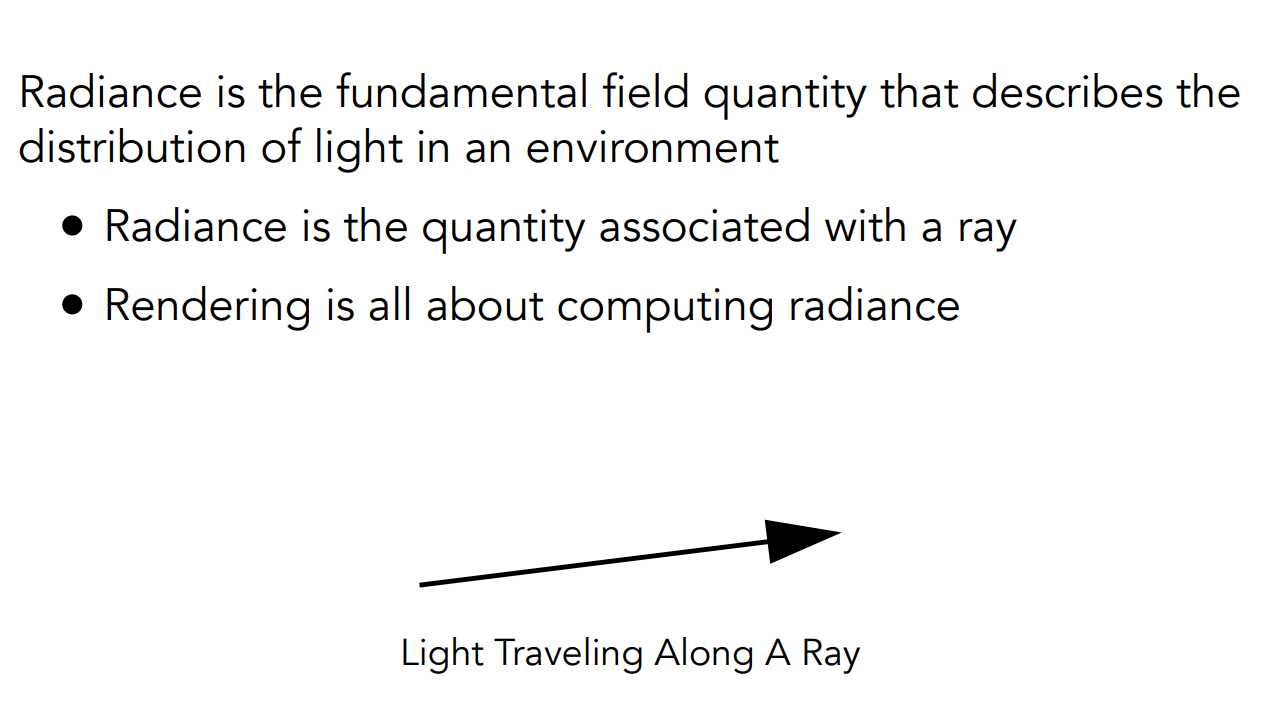 Radiance is the fundamental field quantity that describes the
distribution of light in an environment
● Radiance is the quantity associated with a ray
● Rendering is all about computing radiance
Light Traveling Along A Ray